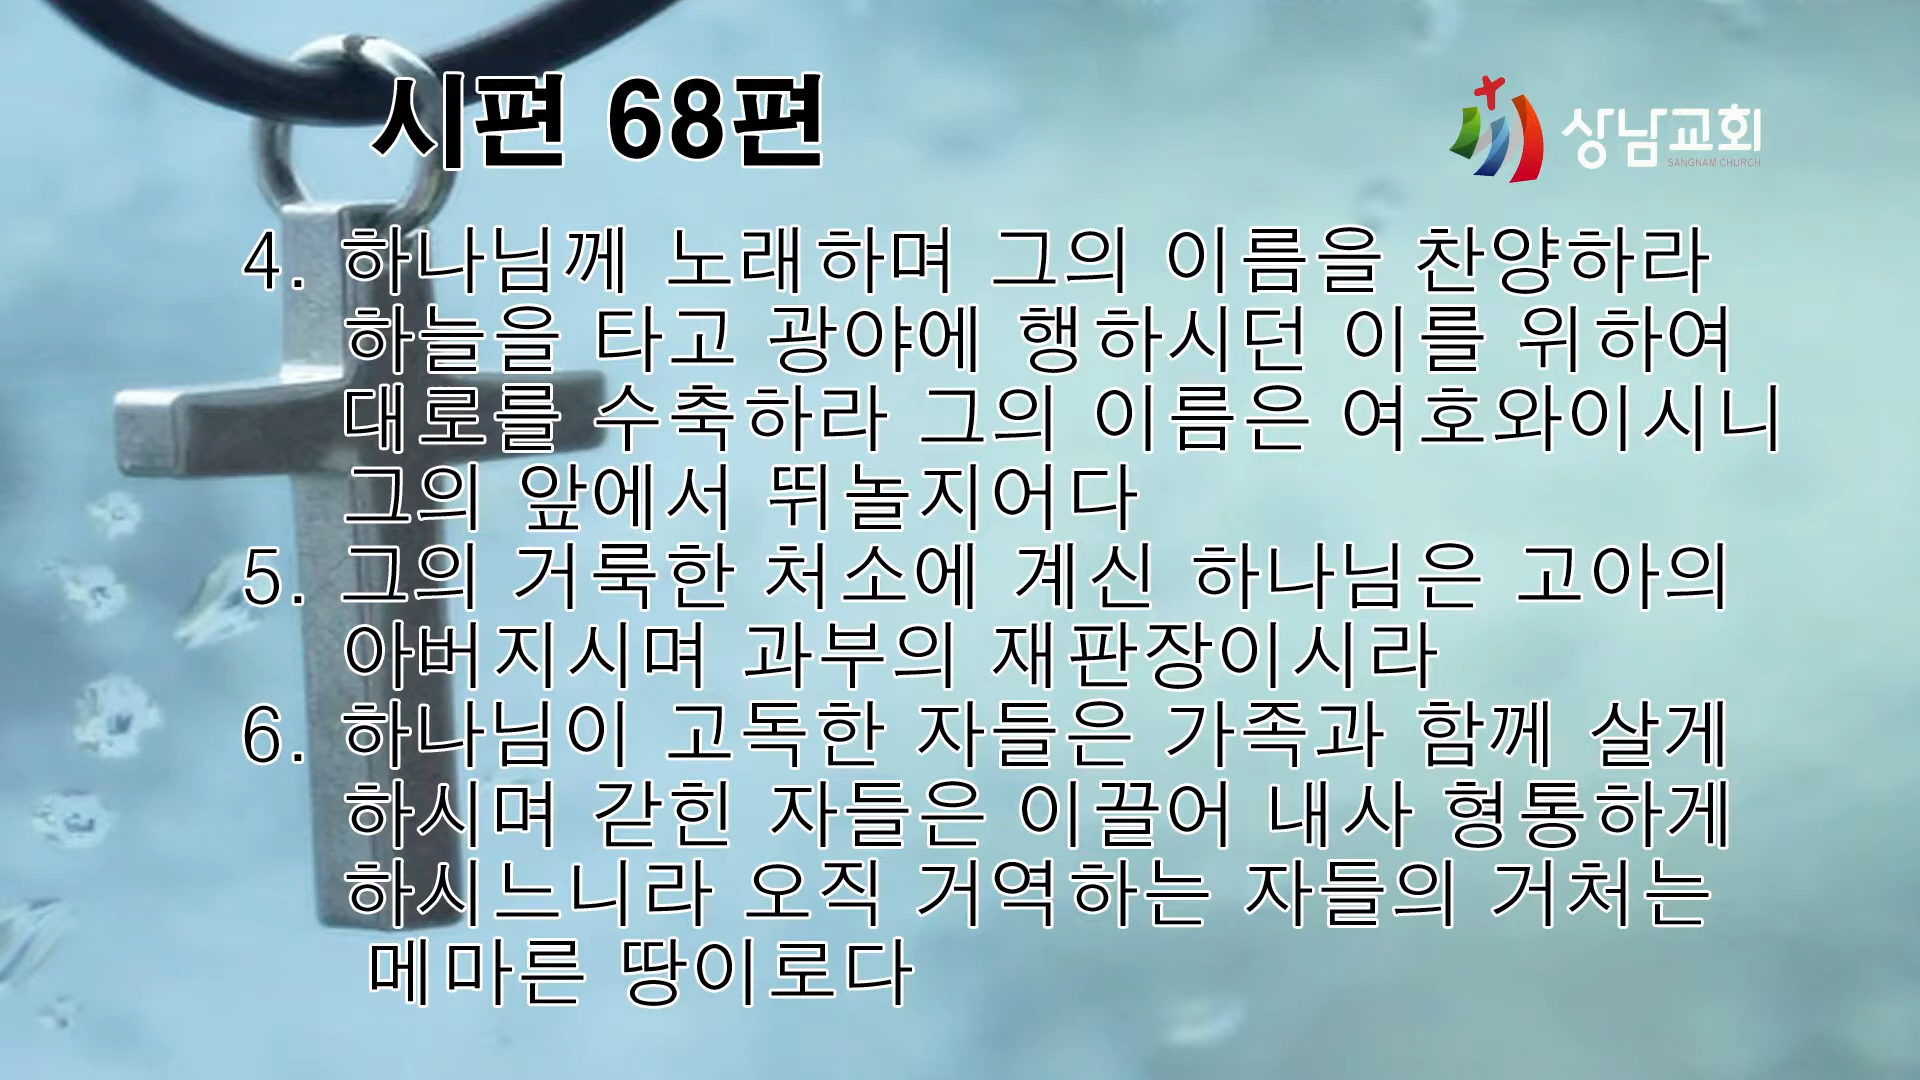 시편 68편
상남교회
SANGNAM CHURCH
4. 하나님께 노래하며 그의 이름을 찬양하라
하늘을 타고 광야에 행하시던 이를 위하여
대로를 수축하라 그의 이름은 여호와이시니
그의 앞에서 뛰놀지어다
5. 그의 거룩한 처소에 계신 하나님은 고아의
아버지시며 과부의 재판장이시라
6. 하나님이 고독한 자들은 가족과 함께 살게
하시며 갇힌 자들은 이끌어 내사 형통하게
하시느니라 오직 거역하는 자들의 거처는
메마른 땅이로다